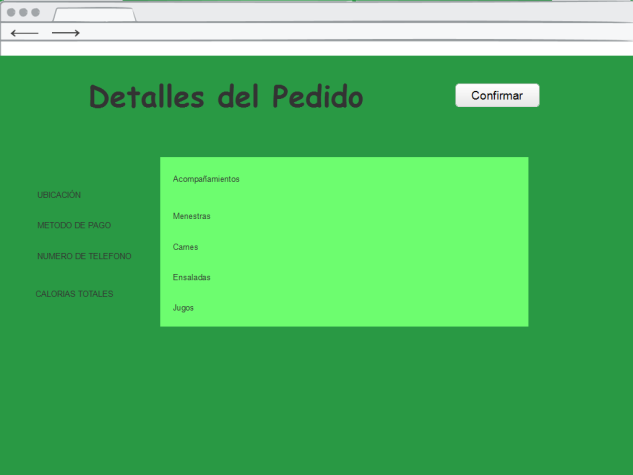 Detalles del Pedido
Confirmar
UBICACIÓN
METODO DE PAGO
NUMERO DE TELEFONO
CALORIAS TOTALES
Acompañamientos
Menestras
Carnes
Ensaladas
Jugos